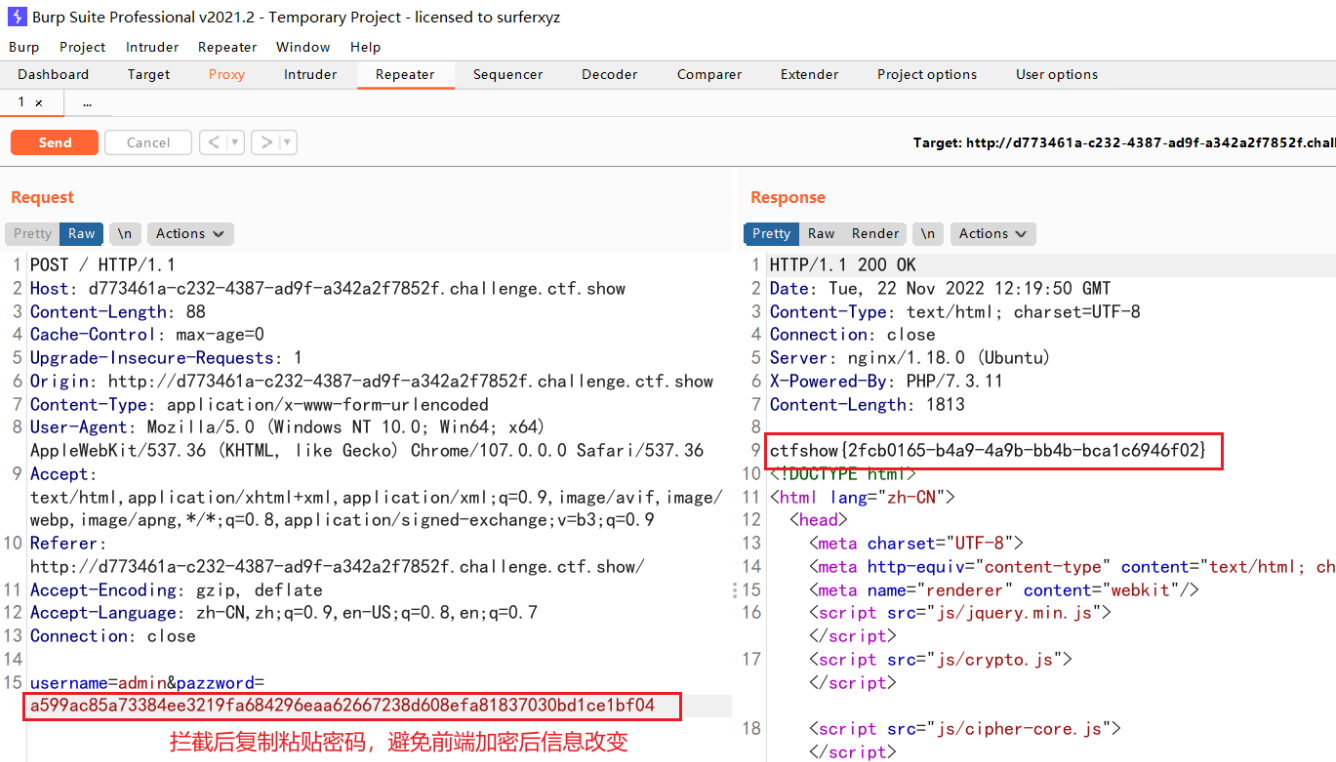 Burp Suite Professional v2021.2 - Temporary Project - licensed to surferxyz
Burp Project Intruder Repeater Window Help
Dashboard Target Proxy Intruder Repeater Sequencer Decoder Comparer Extender Project options User options
1 × ...
Send Cancel < > Target: http://d773461a-c232-4387-ad9f-a342a2f7852f.chall
Request
Pretty Raw \n Actions
1 POST / HTTP/1.1
2 Host: d773461a-c232-4387-ad9f-a342a2f7852f.challenge.ctf.show
3 Content-Length: 88
4 Cache-Control: max-age=0
5 Upgrade-Insecure-Requests: 1
6 Origin: http://d773461a-c232-4387-ad9f-a342a2f7852f.challenge.ctf.show
7 Content-Type: application/x-www-form-urlencoded
8 User-Agent: Mozilla/5.0 (Windows NT 10.0; Win64; x64)
AppleWebKit/537.36 (KHTML, like Gecko) Chrome/107.0.0.0 Safari/537.36
9 Accept:
text/html,application/xhtml+xml,application/xml;q=0.9,image/avif,image/
webp,image/apng,*/*;q=0.8,application/signed-exchange;v=b3;q=0.9
10 Referer:
http://d773461a-c232-4387-ad9f-a342a2f7852f.challenge.ctf.show/
11 Accept-Encoding: gzip, deflate
12 Accept-Language: zh-CN,zh;q=0.9,en-US;q=0.8,en;q=0.7
13 Connection: close
14
15 username=admin&pazzword=
a599ac85a73384ee3219fa684296eaa62667238d608efa81837030bd1ce1bf04
拦截后复制粘贴密码，避免前端加密后信息改变
Response
Pretty Raw Render \n Actions
1 HTTP/1.1 200 OK
2 Date: Tue, 22 Nov 2022 12:19:50 GMT
3 Content-Type: text/html; charset=UTF-8
4 Connection: close
5 Server: nginx/1.18.0 (Ubuntu)
6 X-Powered-By: PHP/7.3.11
7 Content-Length: 1813
8
9 ctfshow{2fcb0165-b4a9-4a9b-bb4b-bca1c6946f02}
10 <!DOCTYPE html>
11 <html lang="zh-CN">
12 <head>
13 <meta charset="UTF-8">
14 <meta http-equiv="content-type" content="text/html; ch
15 <meta name="renderer" content="webkit"/>
16 <script src="js/jquery.min.js">
</script>
17 <script src="js/crypto.js">
</script>
18 <script src="js/cipher-core.js">
</script>